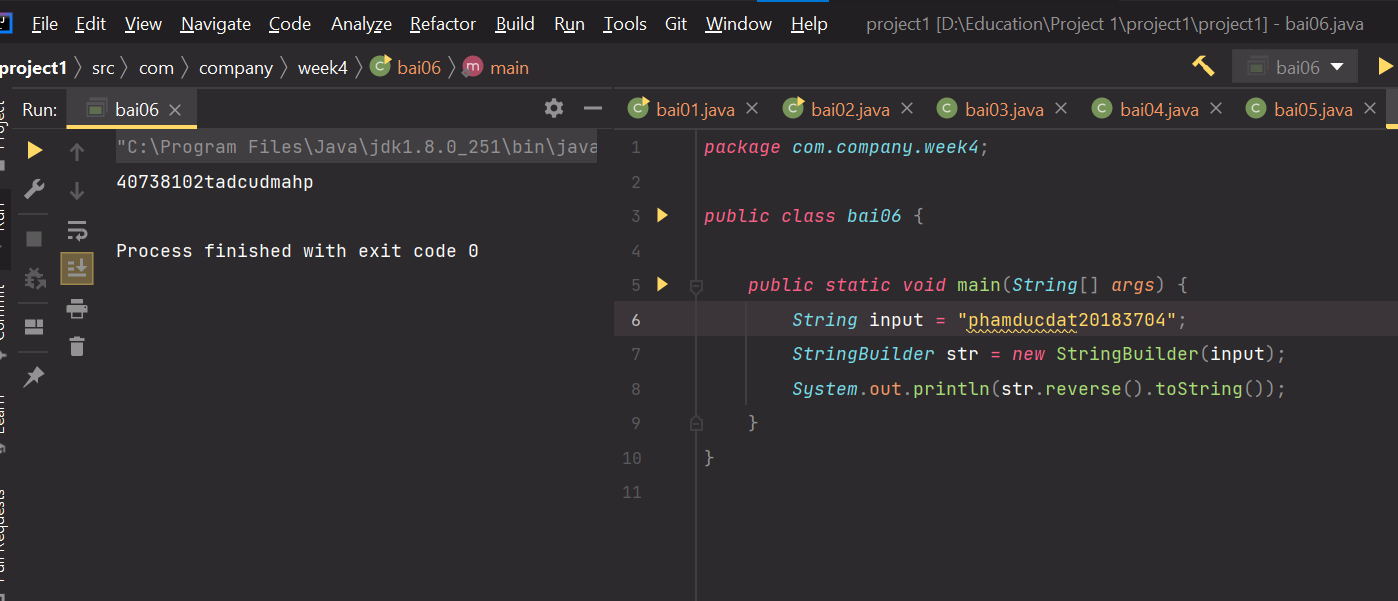 File Edit View Navigate Code Analyze Refactor Build Run Tools Git Window Help project1 [D:\Education\Project 1\project1\project1] - bai06.java
project1 src com company week4 bai06 main bai06
Run: bai06
"C:\Program Files\Java\jdk1.8.0_251\bin\java
40738102tadcudmahp
Process finished with exit code 0
bai01.java bai02.java bai03.java bai04.java bai05.java
1 package com.company.week4;
2
3 public class bai06 {
4
5 public static void main(String[] args) {
6 String input = "phamducdat20183704";
7 StringBuilder str = new StringBuilder(input);
8 System.out.println(str.reverse().toString());
9 }
10 }
11
Project
Run
Commit
Learn
Pull Requests